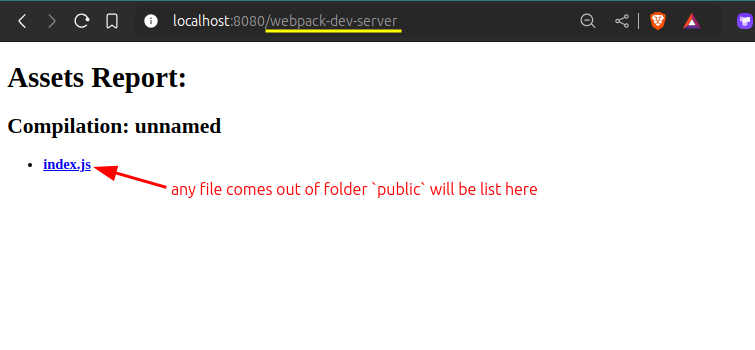 localhost:8080/webpack-dev-server
Assets Report:
Compilation: unnamed
index.js
any file comes out of folder `public` will be list here